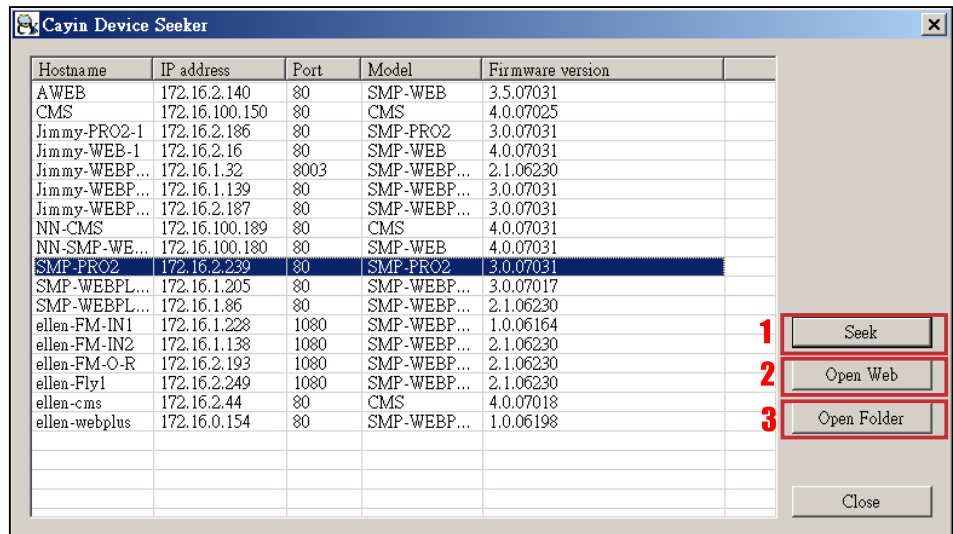 Cayin Device Seeker
Hostname IP address Port Model Firmware version
AWEB 172.16.2.140 80 SMP-WEB 3.5.07031
CMS 172.16.100.150 80 CMS 4.0.07025
Jimmy-PRO2-1 172.16.2.186 80 SMP-PRO2 3.0.07031
Jimmy-WEB-1 172.16.2.16 80 SMP-WEB 4.0.07031
Jimmy-WEBP... 172.16.1.32 8003 SMP-WEBP... 2.1.06230
Jimmy-WEBP... 172.16.1.139 80 SMP-WEBP... 3.0.07031
Jimmy-WEBP... 172.16.2.187 80 SMP-WEBP... 3.0.07031
NN-CMS 172.16.100.189 80 CMS 4.0.07031
NN-SMP-WE... 172.16.100.180 80 SMP-WEB 4.0.07031
SMP-PRO2 172.16.2.239 80 SMP-PRO2 3.0.07031
SMP-WEBPL... 172.16.1.205 80 SMP-WEBP... 3.0.07017
SMP-WEBPL... 172.16.1.86 80 SMP-WEBP... 2.1.06230
ellen-FM-IN1 172.16.1.228 1080 SMP-WEBP... 1.0.06164
ellen-FM-IN2 172.16.1.138 1080 SMP-WEBP... 2.1.06230
ellen-FM-O-R 172.16.2.193 1080 SMP-WEBP... 2.1.06230
ellen-Fly1 172.16.2.249 1080 SMP-WEBP... 2.1.06230
ellen-cms 172.16.2.44 80 CMS 4.0.07018
ellen-webplus 172.16.0.154 80 SMP-WEBP... 1.0.06198
1 Seek
2 Open Web
3 Open Folder
Close